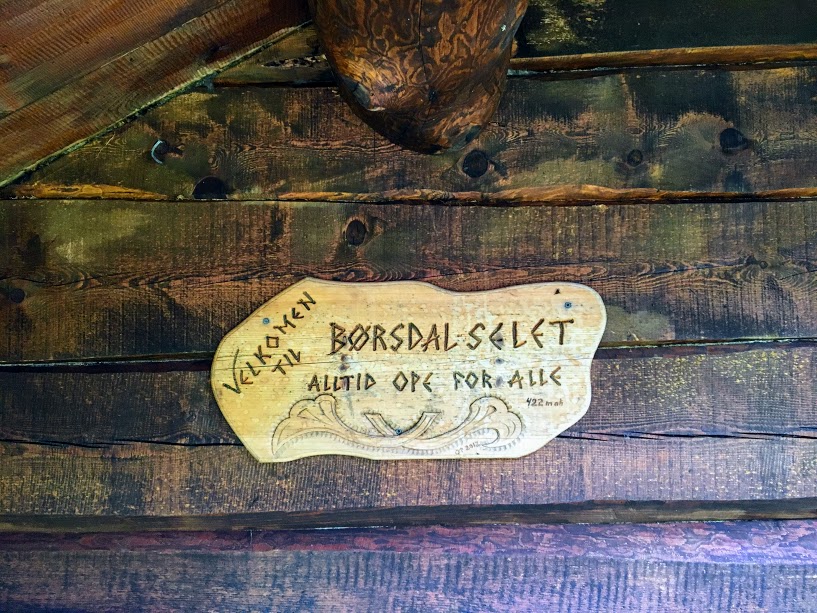 VELKOMEN
TIL
BØRSDAL-SELET
ALLTID OPE FOR ALLE
422 moh